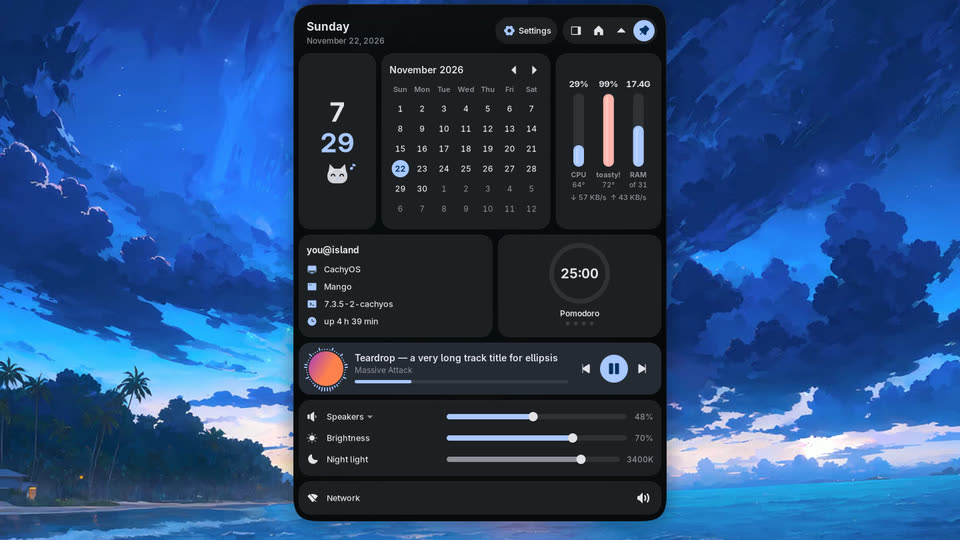 Sunday
November 22, 2026
Settings
7
29
November 2026
Sun Mon Tue Wed Thu Fri Sat
1 2 3 4 5 6 7
8 9 10 11 12 13 14
15 16 17 18 19 20 21
22 23 24 25 26 27 28
29 30 1 2 3 4 5
6 7 8 9 10 11 12
29% 99% 17.4G
CPU toasty! RAM
64° 72° of 31
↓ 57 KB/s ↑ 43 KB/s
you@island
CachyOS
Mango
7.3.5-2-cachyos
up 4 h 39 min
25:00
Pomodoro
Teardrop — a very long track title for ellipsis
Massive Attack
Speakers 48%
Brightness 70%
Night light 3400K
Network